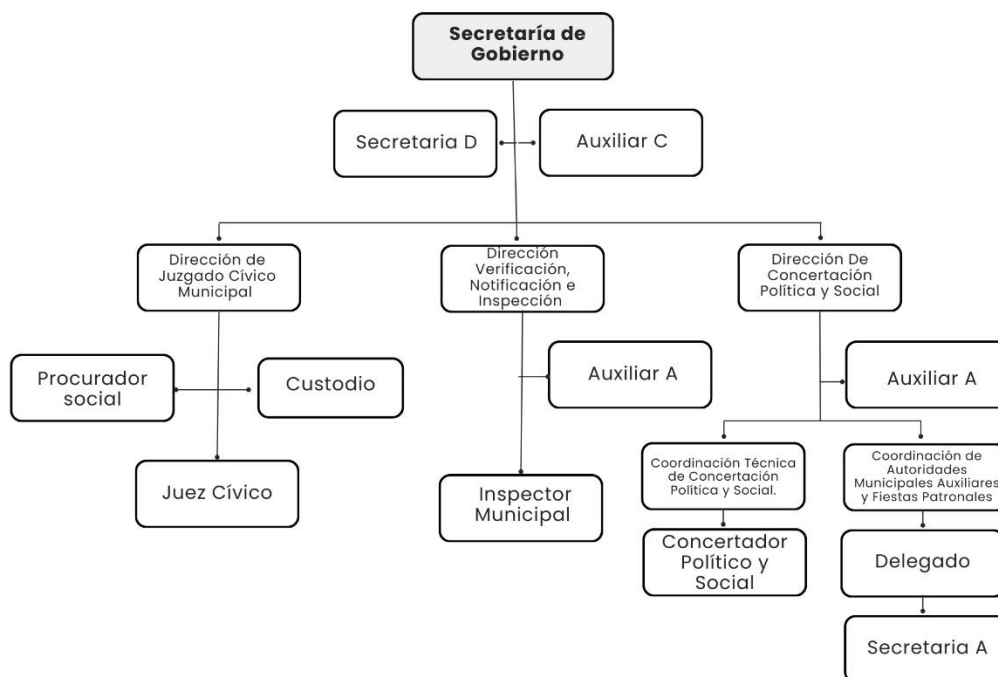 Secretaría de
Gobierno
Secretaria D
Auxiliar C
Dirección de
Juzgado Cívico
Municipal
Dirección
Verificación,
Notificación e
Inspección
Dirección De
Concertación
Política y Social
Procurador
social
Custodio
Auxiliar A
Auxiliar A
Juez Cívico
Inspector
Municipal
Coordinación Técnica
de Concertación
Política y Social.
Coordinación de
Autoridades
Municipales Auxiliares
y Fiestas Patronales
Concertador
Político y
Social
Delegado
Secretaria A